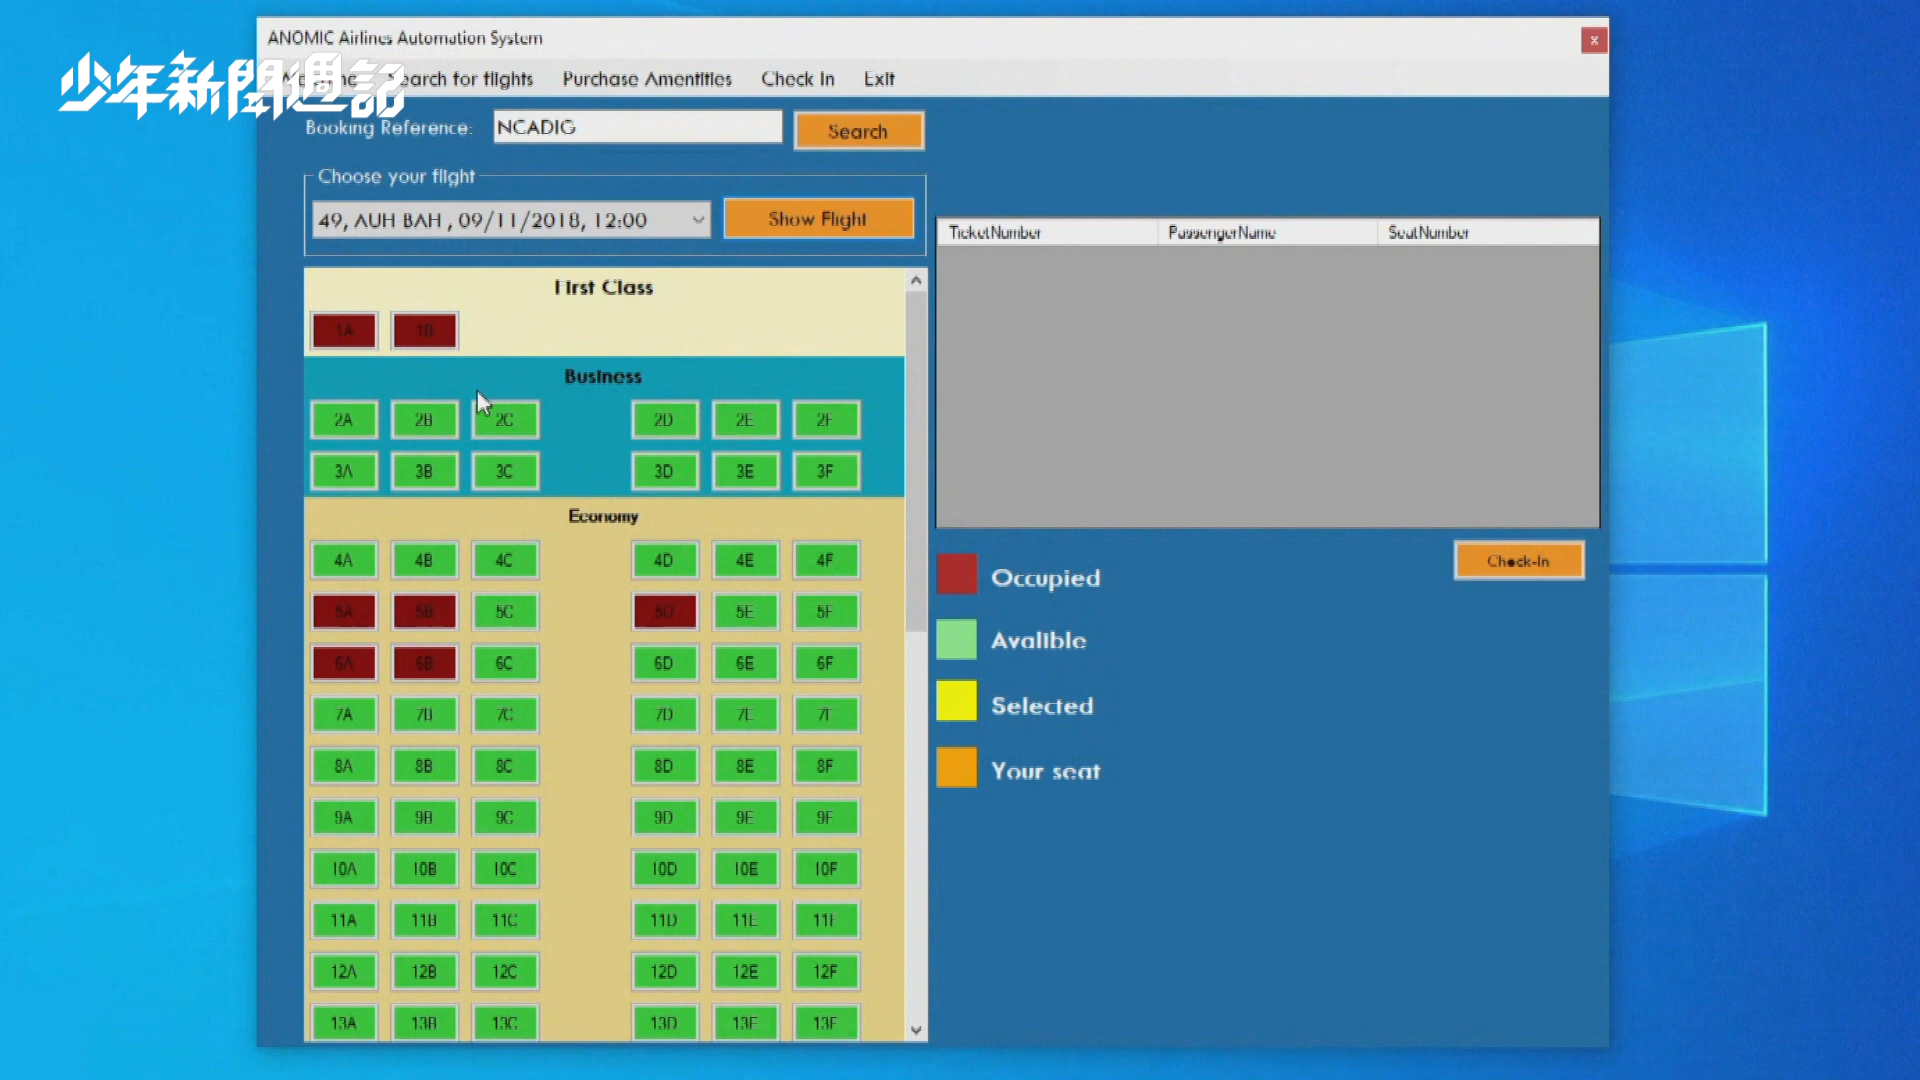 ANOMIC Airlines Automation System
少年新聞週記
Search for flights Purchase Amentities Check In Exit
Booking Reference: NCADIG Search
Choose your flight
49, AUH BAH , 09/11/2018, 12:00 Show Flight
TicketNumber PassengerName SeatNumber
First Class
1A 1B
Business
2A 2B 2C 2D 2E 2F
3A 3B 3C 3D 3E 3F
Economy
4A 4B 4C 4D 4E 4F
5A 5B 5C 5D 5E 5F
6A 6B 6C 6D 6E 6F
7A 7B 7C 7D 7E 7F
8A 8B 8C 8D 8E 8F
9A 9B 9C 9D 9E 9F
10A 10B 10C 10D 10E 10F
11A 11B 11C 11D 11E 11F
12A 12B 12C 12D 12E 12F
13A 13B 13C 13D 13E 13F
Check-In
Occupied
Avalible
Selected
Your seat